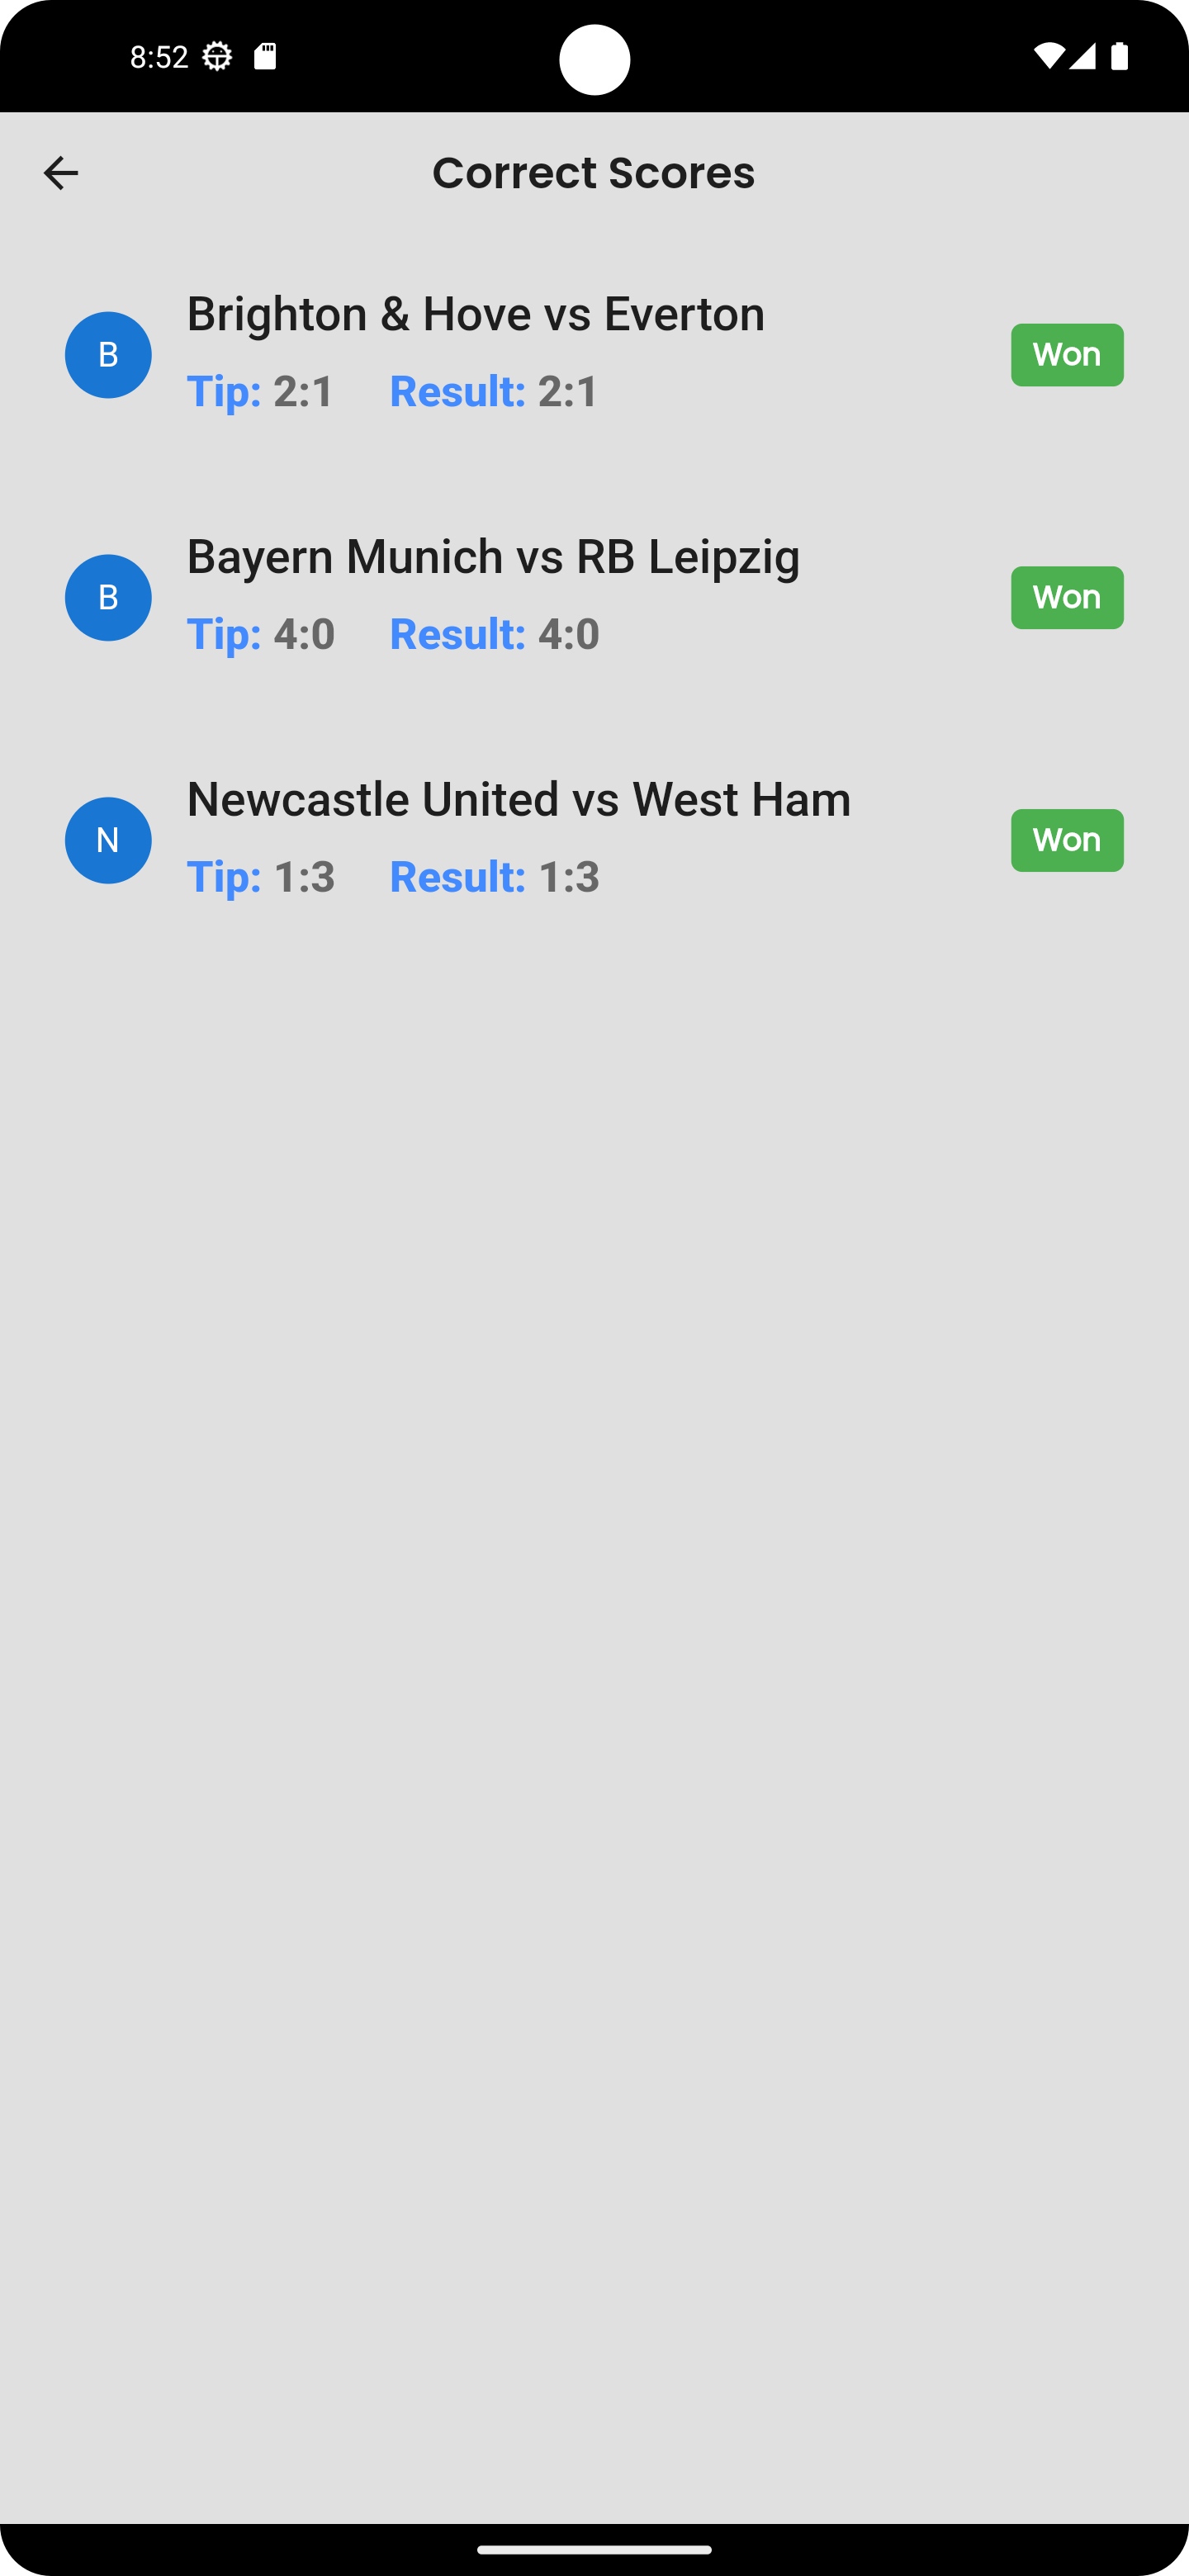 8:52
Correct Scores
B
Brighton & Hove vs Everton
Tip: 2:1 Result: 2:1
Won
B
Bayern Munich vs RB Leipzig
Tip: 4:0 Result: 4:0
Won
N
Newcastle United vs West Ham
Tip: 1:3 Result: 1:3
Won